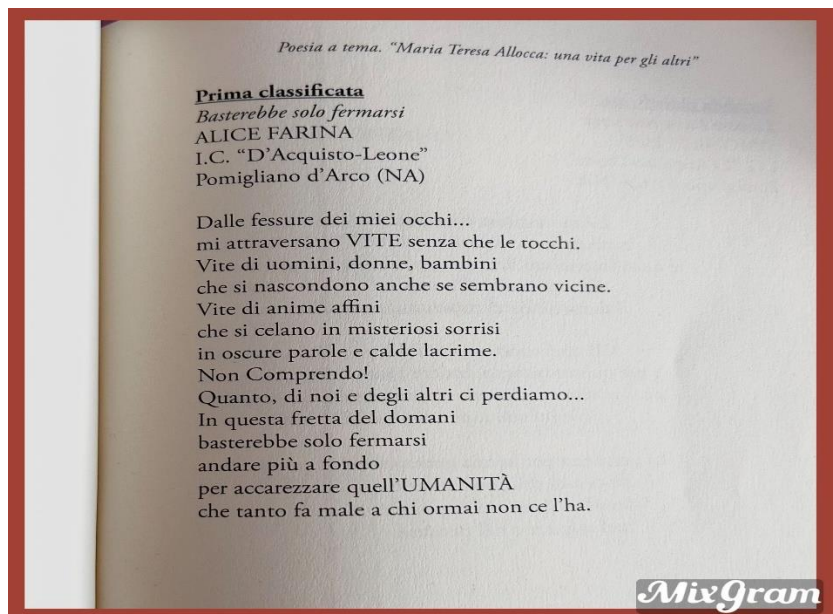 Poesia a tema. "Maria Teresa Allocca: una vita per gli altri"
Prima classificata
Basterebbe solo fermarsi
ALICE FARINA
I.C. "D'Acquisto-Leone"
Pomigliano d'Arco (NA)
Dalle fessure dei miei occhi...
mi attraversano VITE senza che le tocchi.
Vite di uomini, donne, bambini
che si nascondono anche se sembrano vicine.
Vite di anime affini
che si celano in misteriosi sorrisi
in oscure parole e calde lacrime.
Non Comprendo!
Quanto, di noi e degli altri ci perdiamo...
In questa fretta del domani
basterebbe solo fermarsi
andare più a fondo
per accarezzare quell'UMANITÀ
che tanto fa male a chi ormai non ce l'ha.
MixGram